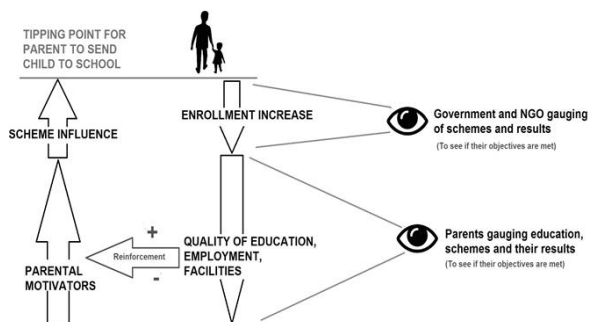 TIPPING POINT FOR
PARENT TO SEND
CHILD TO SCHOOL
SCHEME INFLUENCE
ENROLLMENT INCREASE
Government and NGO gauging
of schemes and results
(To see if their objectives are met)
+
Reinforcement
-
QUALITY OF EDUCATION,
EMPLOYMENT,
FACILITIES
PARENTAL
MOTIVATORS
Parents gauging education,
schemes and their results
(To see if their objectives are met)